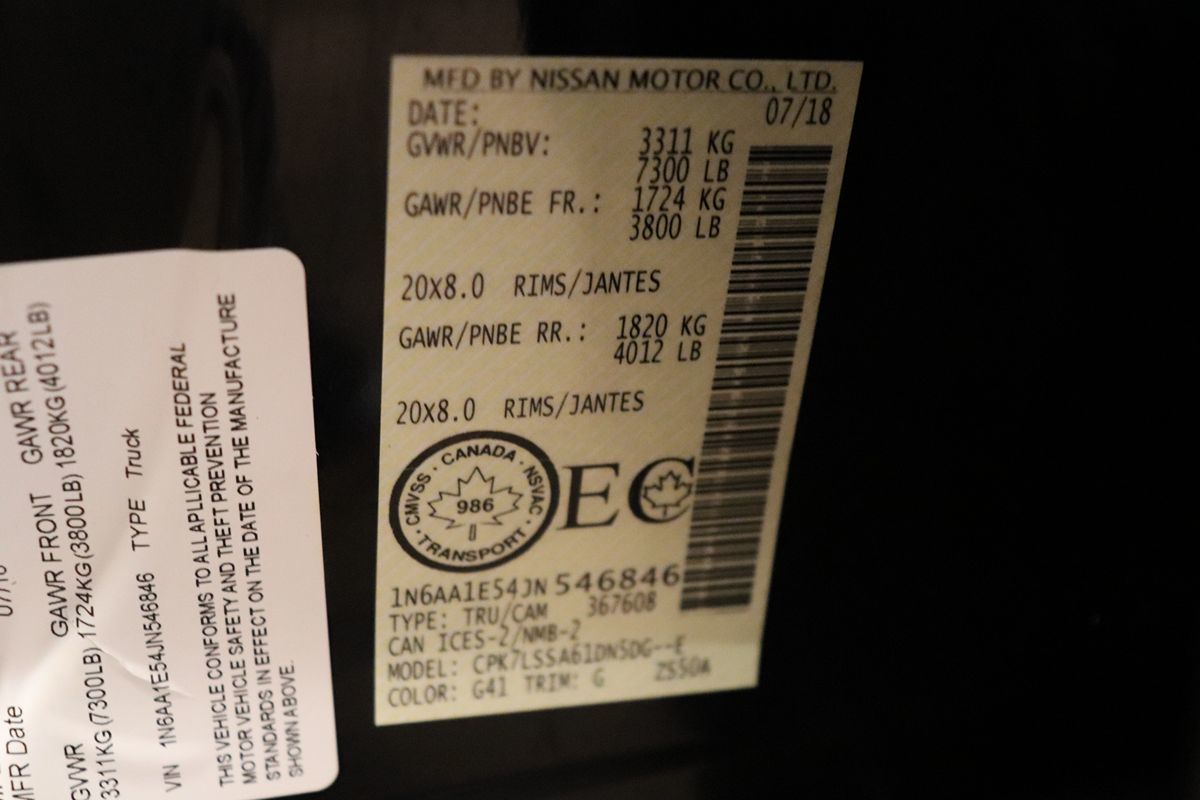 MFD BY NISSAN MOTOR CO., LTD.
DATE: 07/18
GVWR/PNBV: 3311 KG
7300 LB
GAWR/PNBE FR.: 1724 KG
3800 LB
20X8.0 RIMS/JANTES
GAWR/PNBE RR.: 1820 KG
4012 LB
20X8.0 RIMS/JANTES
CANADA
CMVSS · NSVAC
986
TRANSPORT
EC
1N6AA1E54JN546846
TYPE: TRU/CAM 367608
CAN ICES-2/NMB-2
MODEL: CPK7LSSA61DN5DG--E
COLOR: G41 TRIM: G ZS50A
MFR Date
GVWR GAWR FRONT GAWR REAR
3311KG(7300LB) 1724KG(3800LB) 1820KG(4012LB)
VIN 1N6AA1E54JN546846 TYPE Truck
THIS VEHICLE CONFORMS TO ALL APLLICABLE FEDERAL
MOTOR VEHICLE SAFETY AND THEFT PREVENTION
STANDARDS IN EFFECT ON THE DATE OF THE MANUFACTURE
SHOWN ABOVE.